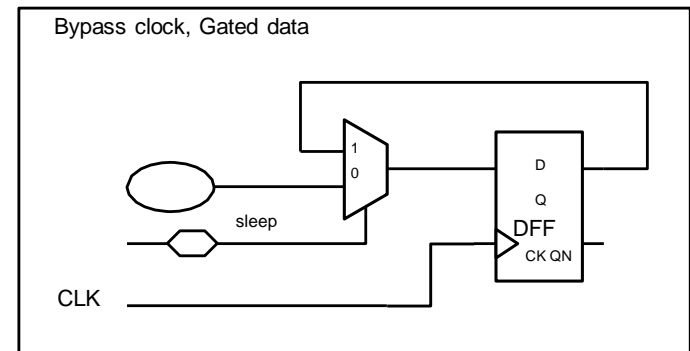 Bypass clock, Gated data
1
0
D
Q
sleep
DFF
CK QN
CLK